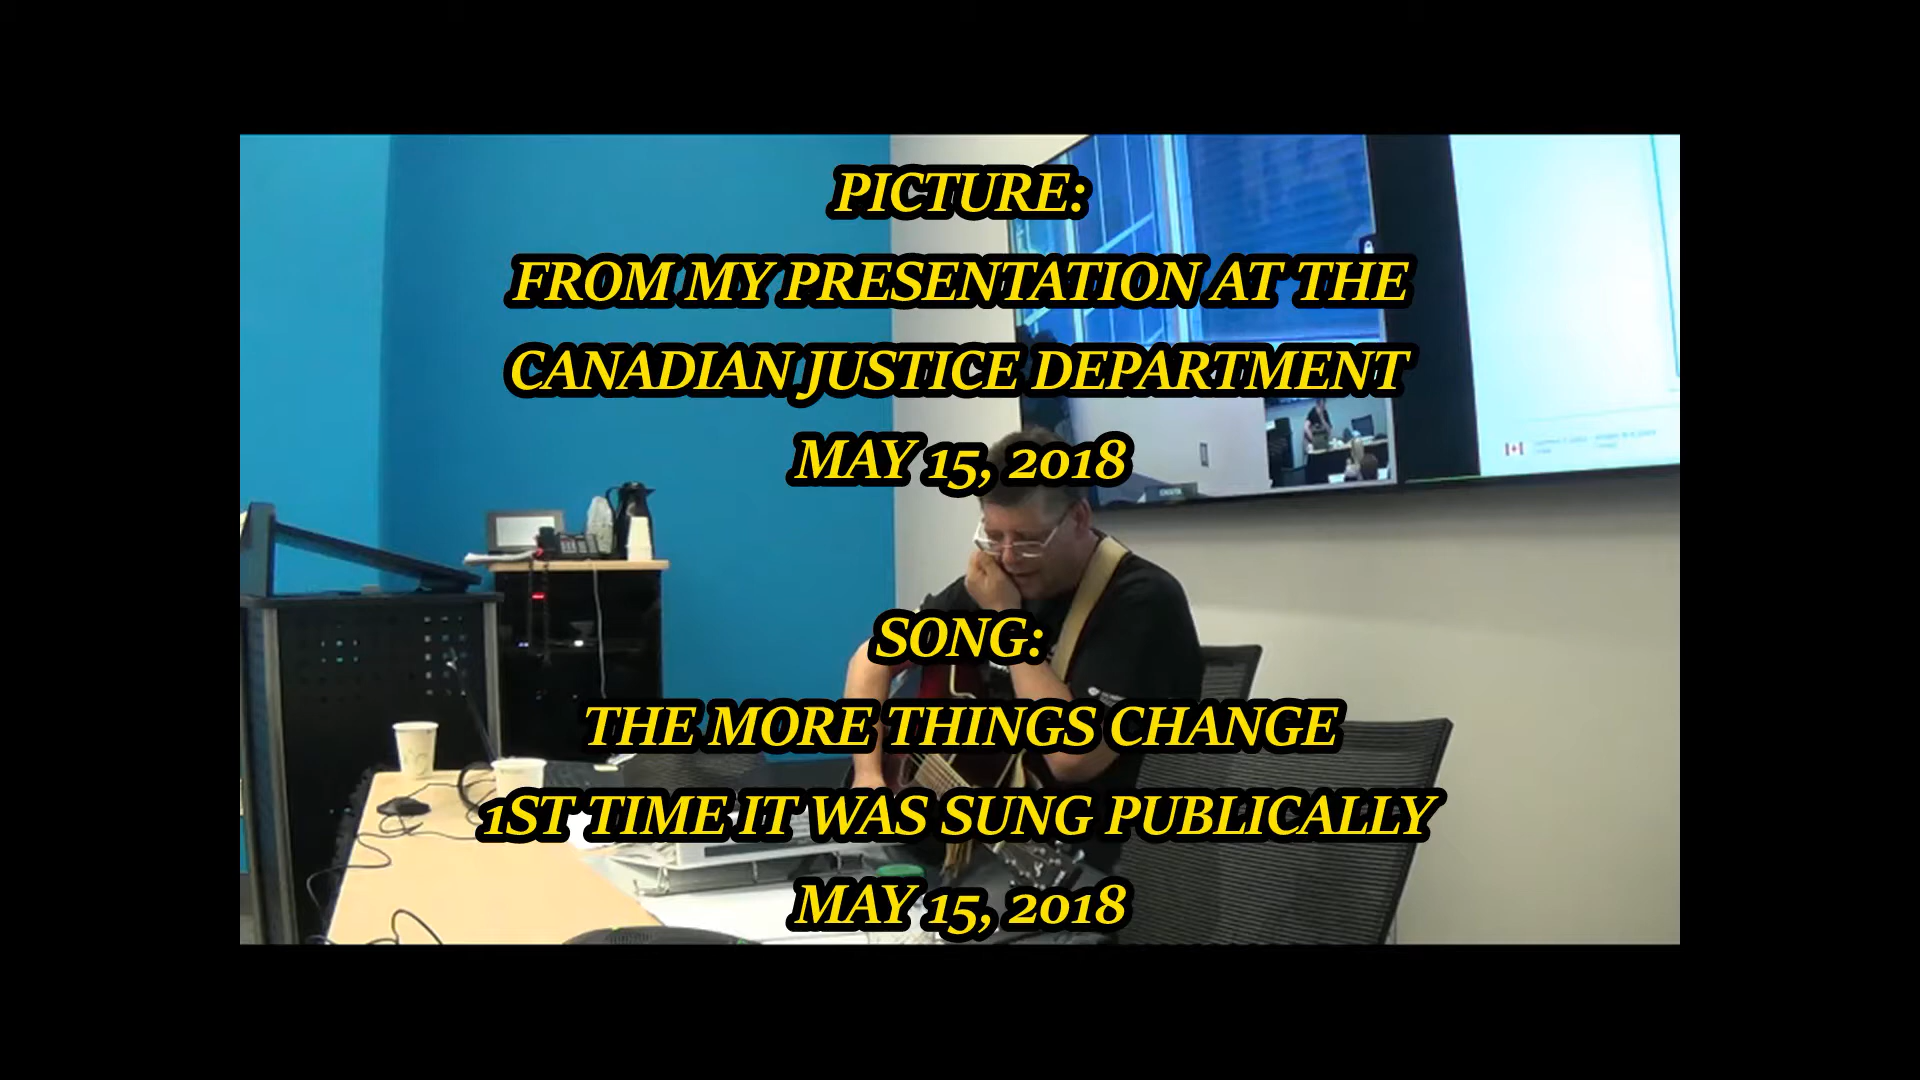 PICTURE:
FROM MY PRESENTATION AT THE
CANADIAN JUSTICE DEPARTMENT
MAY 15, 2018
SONG:
THE MORE THINGS CHANGE
1ST TIME IT WAS SUNG PUBLICALLY
MAY 15, 2018